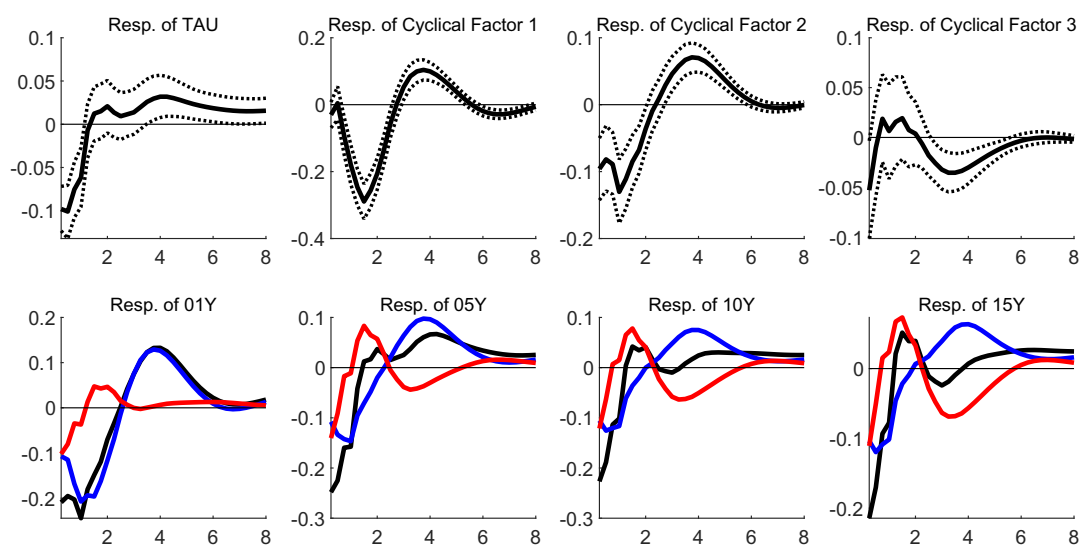 Resp. of TAU
0.1
0.05
0
-0.05
-0.1
2 4 6 8
Resp. of Cyclical Factor 1
0.2
0
-0.2
-0.4
2 4 6 8
Resp. of Cyclical Factor 2
0.1
0
-0.1
-0.2
2 4 6 8
Resp. of Cyclical Factor 3
0.1
0.05
0
-0.05
-0.1
2 4 6 8
Resp. of 01Y
0.2
0.1
0
-0.1
-0.2
2 4 6 8
Resp. of 05Y
0.1
0
-0.1
-0.2
-0.3
2 4 6 8
Resp. of 10Y
0.1
0
-0.1
-0.2
-0.3
2 4 6 8
Resp. of 15Y
0
-0.1
-0.2
2 4 6 8